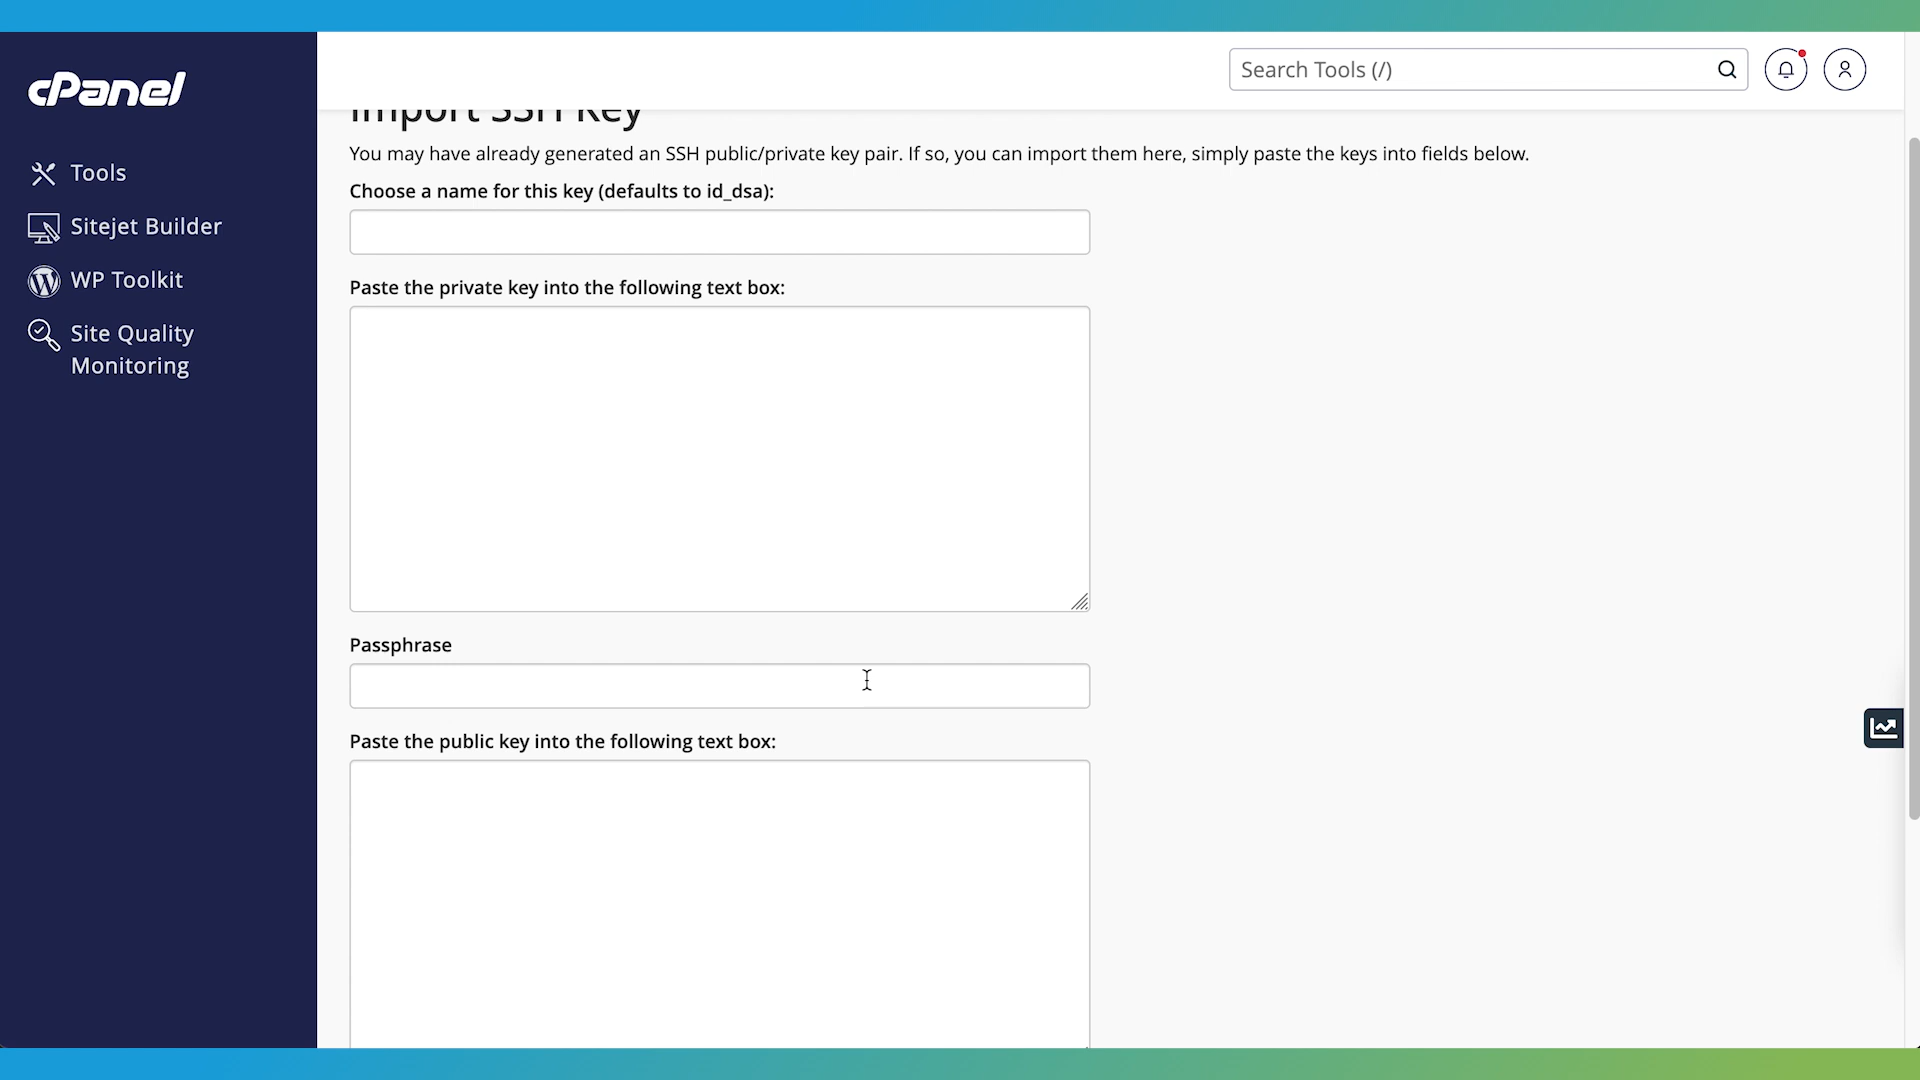 cPanel
Search Tools (/)
Tools
Sitejet Builder
WP Toolkit
Site Quality
Monitoring
Import SSH Key
You may have already generated an SSH public/private key pair. If so, you can import them here, simply paste the keys into fields below.
Choose a name for this key (defaults to id_dsa):
Paste the private key into the following text box:
Passphrase
Paste the public key into the following text box: